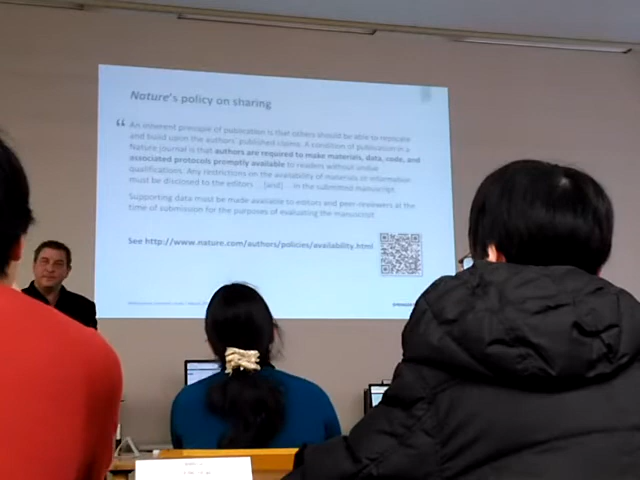 Nature's policy on sharing
“ An inherent principle of publication is that others should be able to replicate
and build upon the authors' published claims. A condition of publication in a
Nature journal is that authors are required to make materials, data, code, and
associated protocols promptly available to readers without undue
qualifications. Any restrictions on the availability of materials or information
must be disclosed to the editors ... [and] ... in the submitted manuscript.
Supporting data must be made available to editors and peer-reviewers at the
time of submission for the purposes of evaluating the manuscript
See http://www.nature.com/authors/policies/availability.html